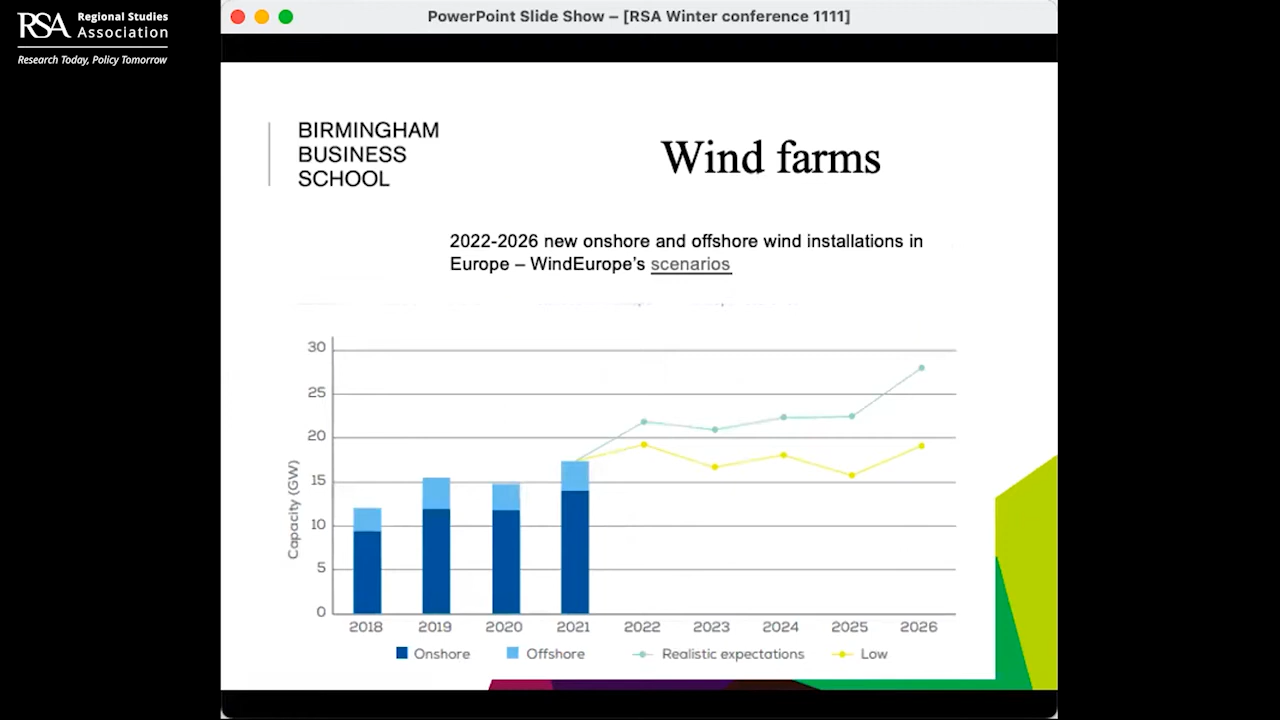 RSA Regional Studies Association
Research Today, Policy Tomorrow
PowerPoint Slide Show – [RSA Winter conference 1111]
BIRMINGHAM
BUSINESS
SCHOOL
Wind farms
2022-2026 new onshore and offshore wind installations in
Europe – WindEurope’s scenarios
30
25
20
15
10
5
0
Capacity (GW)
2018 2019 2020 2021 2022 2023 2024 2025 2026
Onshore Offshore Realistic expectations Low